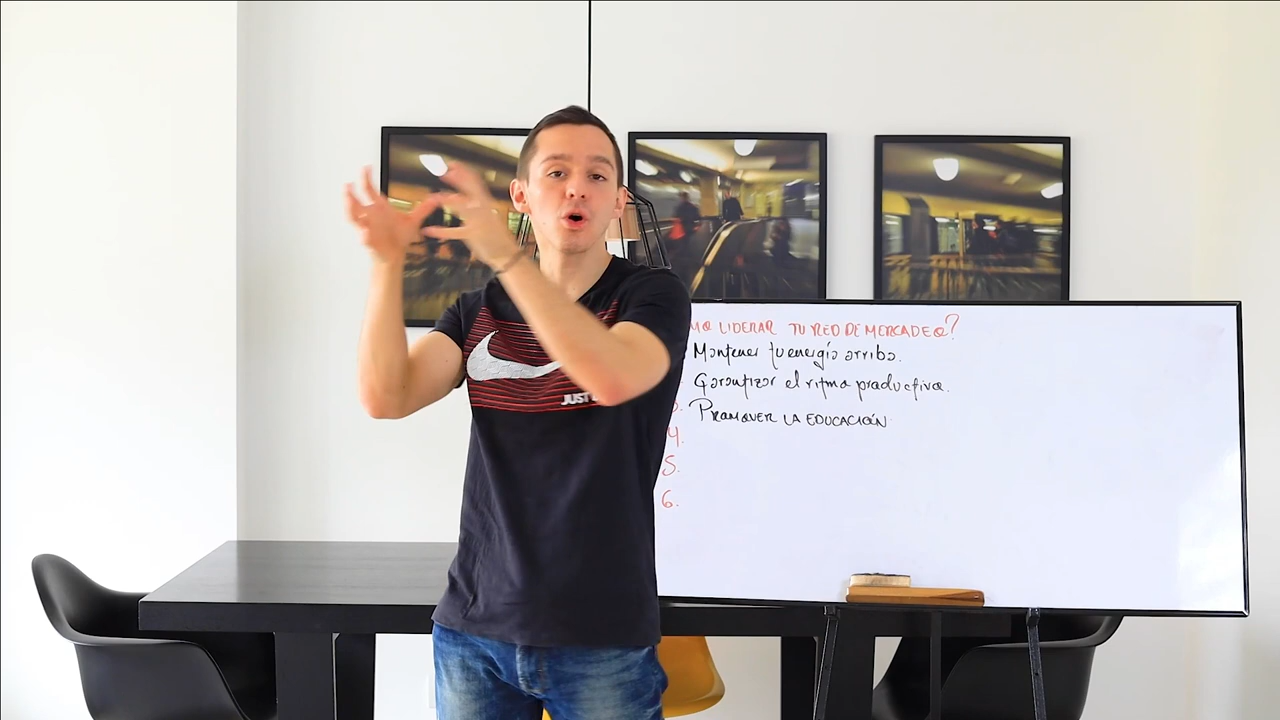 MO LIDERAR TU RED DE MERCADEO?
Mantener tu energía arriba.
Garantizar el ritmo productivo.
3. PROMOVER LA EDUCACIÓN
4.
5.
6.
JUST